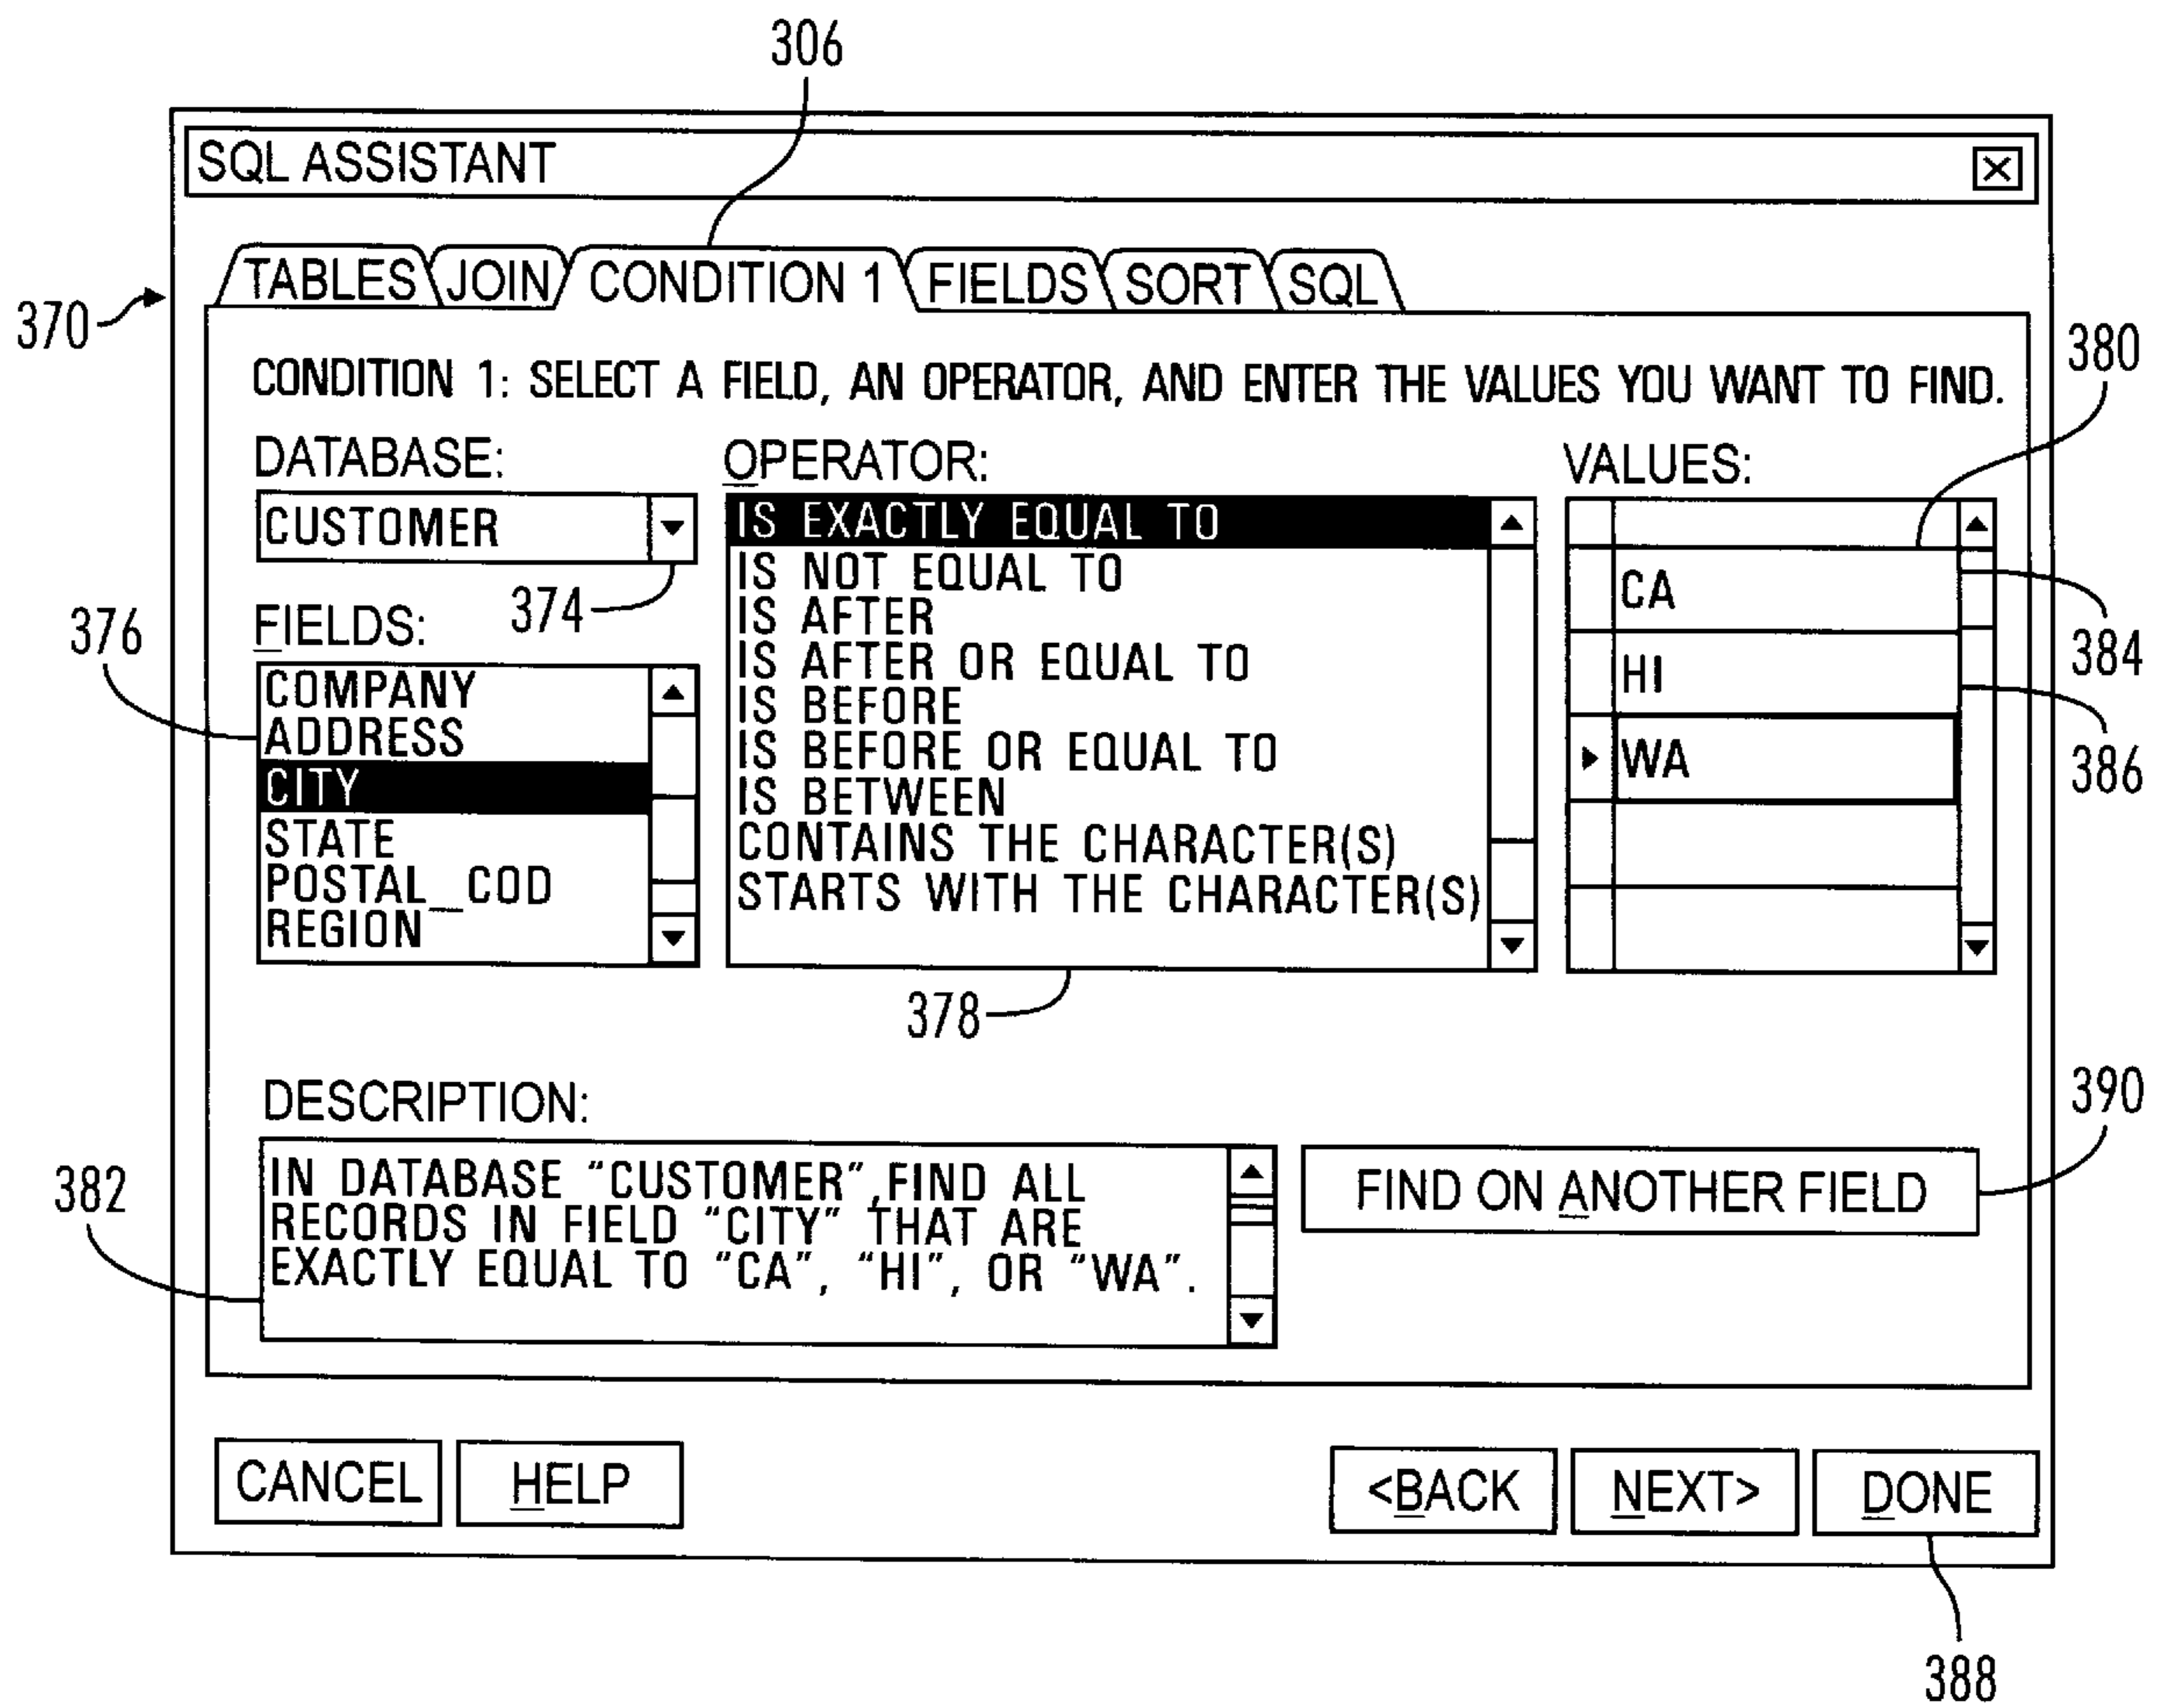 306
SQL ASSISTANT
370
TABLES JOIN CONDITION 1 FIELDS SORT SQL
CONDITION 1: SELECT A FIELD, AN OPERATOR, AND ENTER THE VALUES YOU WANT TO FIND.
380
DATABASE:
CUSTOMER
374
376
FIELDS:
COMPANY
ADDRESS
CITY
STATE
POSTAL_COD
REGION
OPERATOR:
IS EXACTLY EQUAL TO
IS NOT EQUAL TO
IS AFTER
IS AFTER OR EQUAL TO
IS BEFORE
IS BEFORE OR EQUAL TO
IS BETWEEN
CONTAINS THE CHARACTER(S)
STARTS WITH THE CHARACTER(S)
378
VALUES:
CA
HI
WA
384
386
DESCRIPTION:
382
IN DATABASE "CUSTOMER",FIND ALL
RECORDS IN FIELD "CITY" THAT ARE
EXACTLY EQUAL TO "CA", "HI", OR "WA".
390
FIND ON ANOTHER FIELD
CANCEL HELP <BACK NEXT> DONE
388